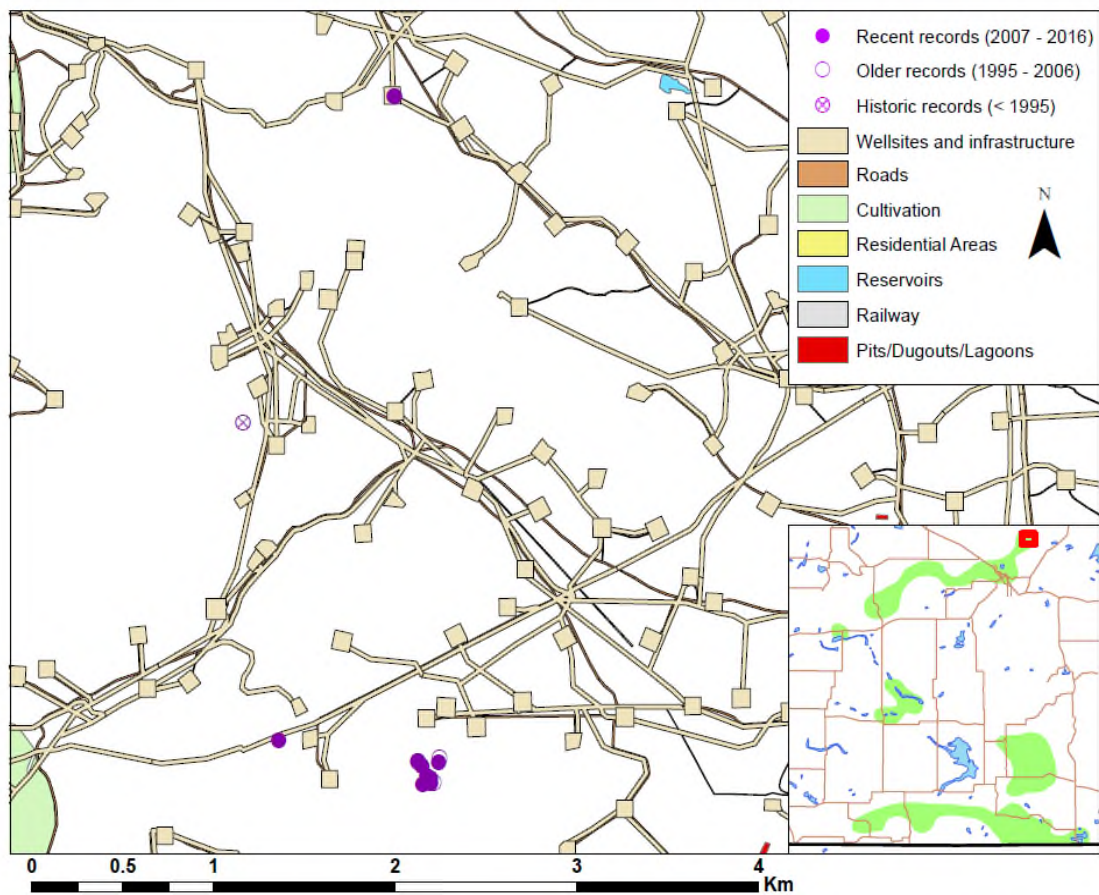 Recent records (2007 - 2016)
Older records (1995 - 2006)
Historic records (< 1995)
Wellsites and infrastructure
Roads
N
Cultivation
Residential Areas
Reservoirs
Railway
Pits/Dugouts/Lagoons
0 0.5 1 2 3 4
Km